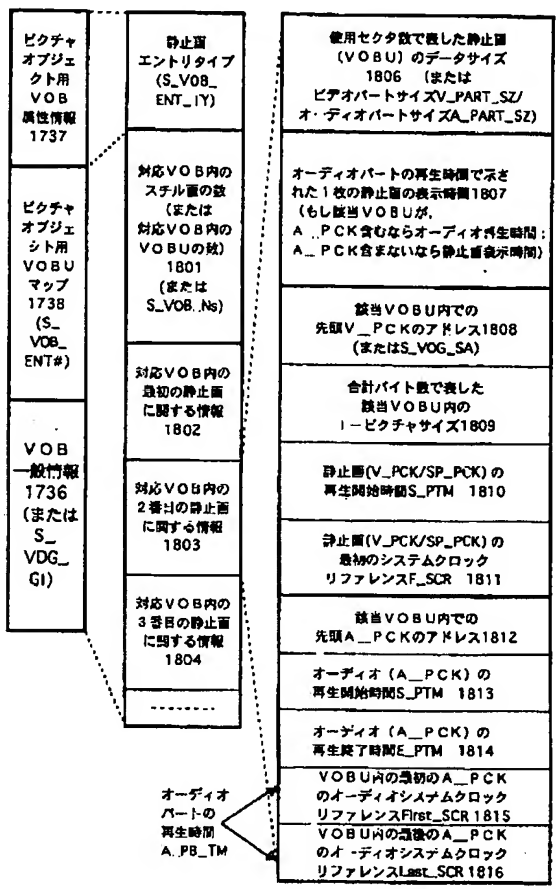 ピクチャ
オブジェ
クト用
VOB
属性情報
1737
ピクチャ
オブジェ
クト用
VOBU
マップ
1738
(S_
VOB_
ENT#)
VOB
一般情報
1736
(または
S_
VDG_
GI)
静止画
エントリタイプ
(S_VOB_
ENT_TY)
対応VOB内の
スチル画の数
(または
対応VOB内の
VOBUの数)
1801
(または
S_VOB_Ns)
対応VOB内の
最初の静止画
に関する情報
1802
対応VOB内の
2番目の静止画
に関する情報
1803
対応VOB内の
3番目の静止画
に関する情報
1804
--------
オーディオ
パートの
再生時間
A_PB_TM
使用セクタ数で表した静止画
(VOBU)のデータサイズ
1806 (または
ビデオパートサイズV_PART_SZ/
オーディオパートサイズA_PART_SZ)
オーディオパートの再生時間で示さ
れた1枚の静止画の表示時間1807
(もし該当VOBUが、
A__PCK含むならオーディオ再生時間;
A__PCK含まないなら静止画表示時間)
該当VOBU内での
先頭V__PCKのアドレス1808
(またはS_VOG_SA)
合計バイト数で表した
該当VOBU内の
I-ピクチャサイズ1809
静止画(V_PCK/SP_PCK)の
再生開始時間S_PTM 1810
静止画(V_PCK/SP_PCK)の
最初のシステムクロック
リファレンスF_SCR 1811
該当VOBU内での
先頭A__PCKのアドレス1812
オーディオ(A__PCK)の
再生開始時間S_PTM 1813
オーディオ(A__PCK)の
再生終了時間E_PTM 1814
VOBU内の最初のA__PCK
のオーディオシステムクロック
リファレンスFirst_SCR 1815
VOBU内の最後のA__PCK
のオーディオシステムクロック
リファレンスLast_SCR 1816